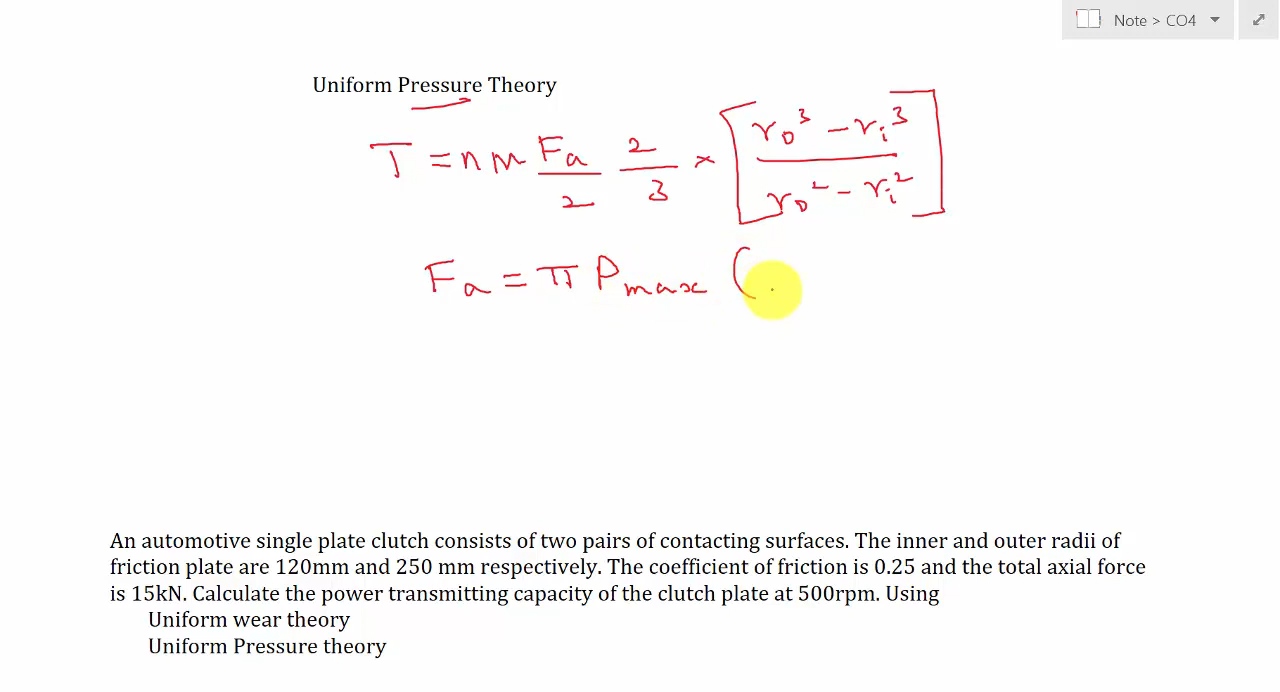 Note > CO4
Uniform Pressure Theory
T = n μ Fa/2 2/3 × [ro³ - ri³ / ro² - ri²]
Fa = π Pmax (
An automotive single plate clutch consists of two pairs of contacting surfaces. The inner and outer radii of
friction plate are 120mm and 250 mm respectively. The coefficient of friction is 0.25 and the total axial force
is 15kN. Calculate the power transmitting capacity of the clutch plate at 500rpm. Using
Uniform wear theory
Uniform Pressure theory